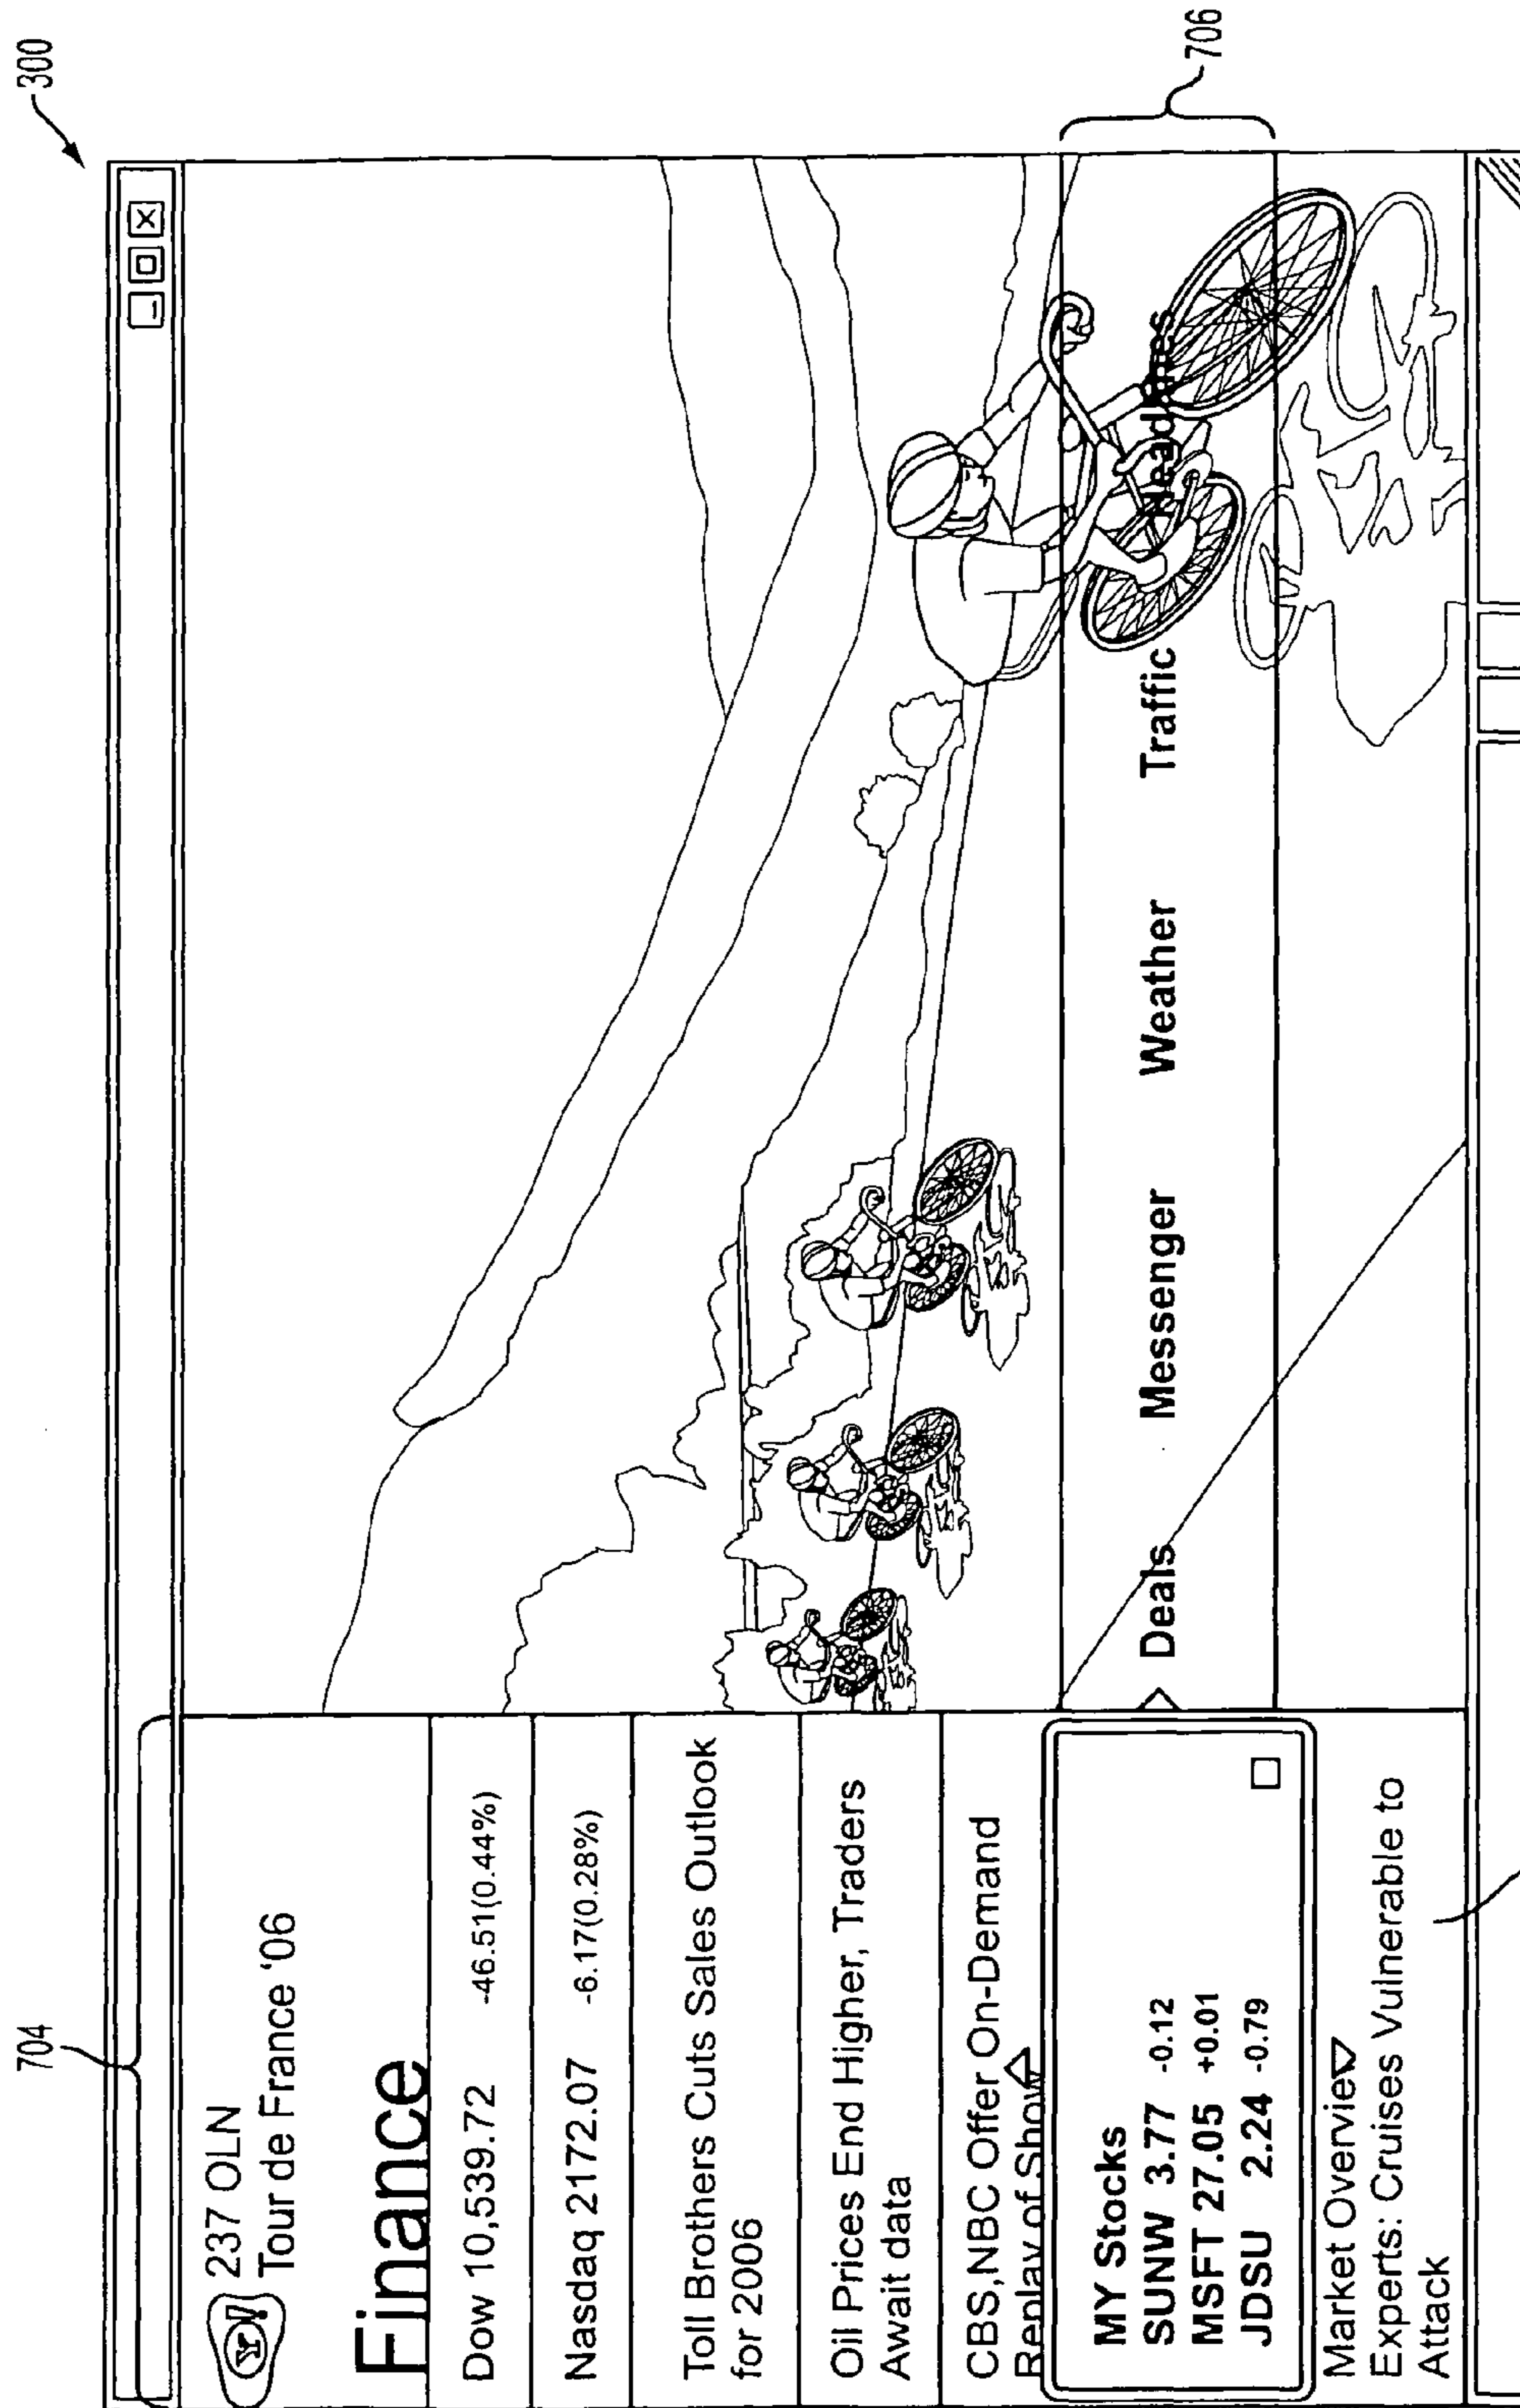 300
704
Y!
237 OLN
Tour de France '06
Finance
Dow 10,539.72 -46.51(0.44%)
Nasdaq 2172.07 -6.17(0.28%)
Toll Brothers Cuts Sales Outlook
for 2006
Oil Prices End Higher, Traders
Await data
CBS,NBC Offer On-Demand
Replay of Show
MY Stocks
SUNW 3.77 -0.12
MSFT 27.05 +0.01
JDSU 2.24 -0.79
Market Overview
Experts: Cruises Vulnerable to
Attack
Deals Messenger Weather Traffic Headlines
706